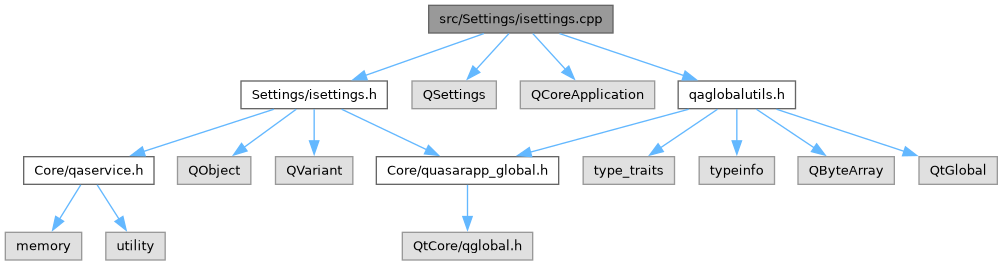 src/Settings/isettings.cpp
Settings/isettings.h
QSettings
QCoreApplication
qaglobalutils.h
Core/qaservice.h
QObject
QVariant
Core/quasarapp_global.h
type_traits
typeinfo
QByteArray
QtGlobal
memory
utility
QtCore/qglobal.h